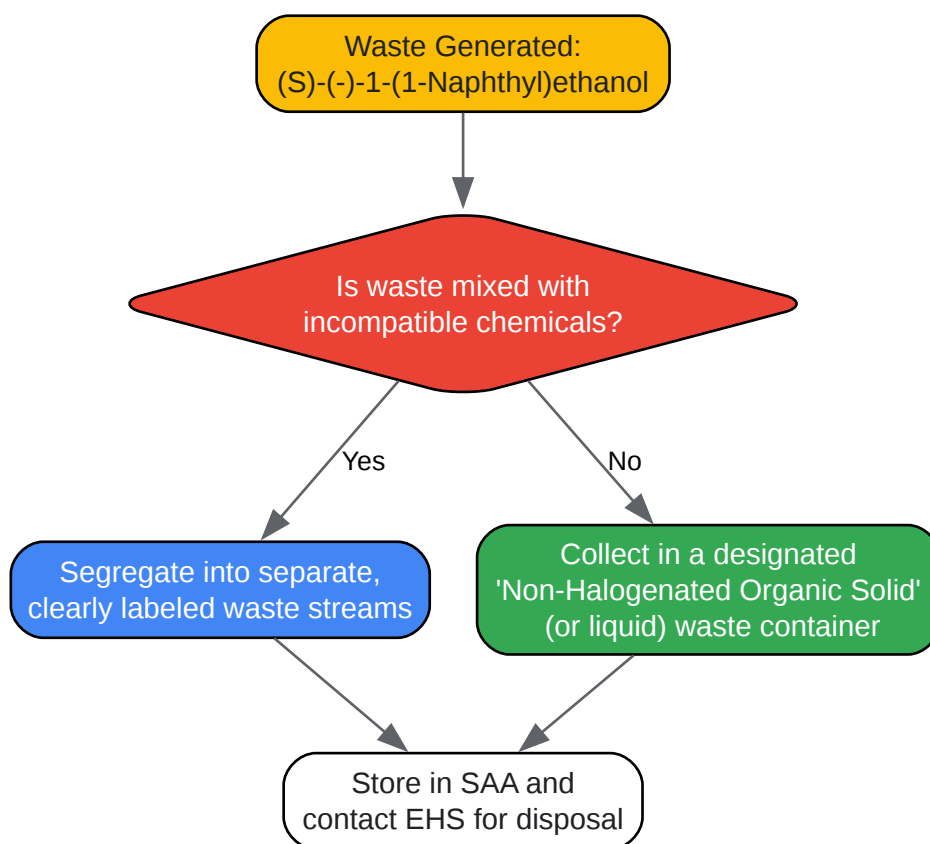 Waste Generated:
(S)-(-)-1-(1-Naphthyl)ethanol
Is waste mixed with
incompatible chemicals?
Yes
No
Segregate into separate,
clearly labeled waste streams
Collect in a designated
'Non-Halogenated Organic Solid'
(or liquid) waste container
Store in SAA and
contact EHS for disposal